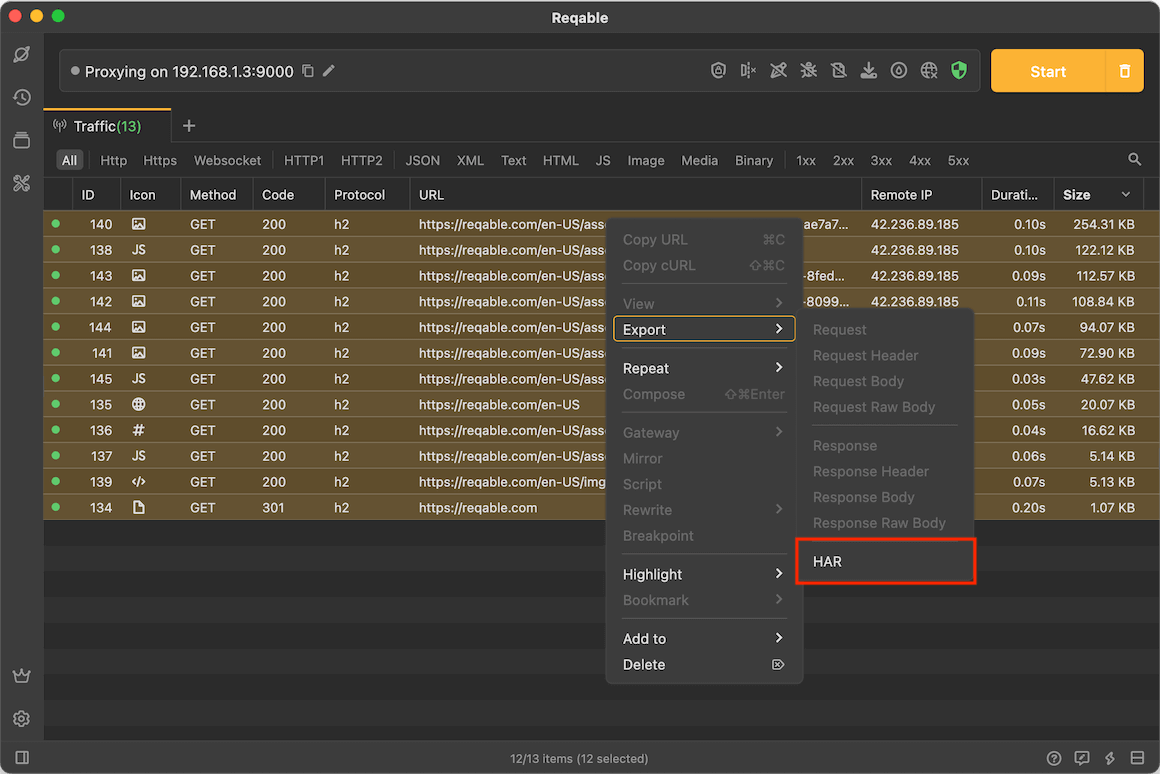 Reqable
Proxying on 192.168.1.3:9000
Start
Traffic(13) +
All Http Https Websocket HTTP1 HTTP2 JSON XML Text HTML JS Image Media Binary 1xx 2xx 3xx 4xx 5xx
ID Icon Method Code Protocol URL Remote IP Durati... Size
140 GET 200 h2 https://reqable.com/en-US/asse ae7a7... 42.236.89.185 0.10s 254.31 KB
138 JS GET 200 h2 https://reqable.com/en-US/asse 42.236.89.185 0.10s 122.12 KB
143 GET 200 h2 https://reqable.com/en-US/asse -8fed... 42.236.89.185 0.09s 112.57 KB
142 GET 200 h2 https://reqable.com/en-US/asse -8099... 42.236.89.185 0.11s 108.84 KB
144 GET 200 h2 https://reqable.com/en-US/asse 0.07s 94.07 KB
141 GET 200 h2 https://reqable.com/en-US/asse 0.09s 72.90 KB
145 JS GET 200 h2 https://reqable.com/en-US/asse 0.03s 47.62 KB
135 GET 200 h2 https://reqable.com/en-US 0.05s 20.07 KB
136 # GET 200 h2 https://reqable.com/en-US/asse 0.04s 16.62 KB
137 JS GET 200 h2 https://reqable.com/en-US/asse 0.06s 5.14 KB
139 </> GET 200 h2 https://reqable.com/en-US/img 0.07s 5.13 KB
134 GET 301 h2 https://reqable.com 0.20s 1.07 KB
Copy URL ⌘C
Copy cURL ⇧⌘C
View
Export
Repeat
Compose ⇧⌘Enter
Gateway
Mirror
Script
Rewrite
Breakpoint
Highlight
Bookmark
Add to
Delete
Request
Request Header
Request Body
Request Raw Body
Response
Response Header
Response Body
Response Raw Body
HAR
12/13 items (12 selected)